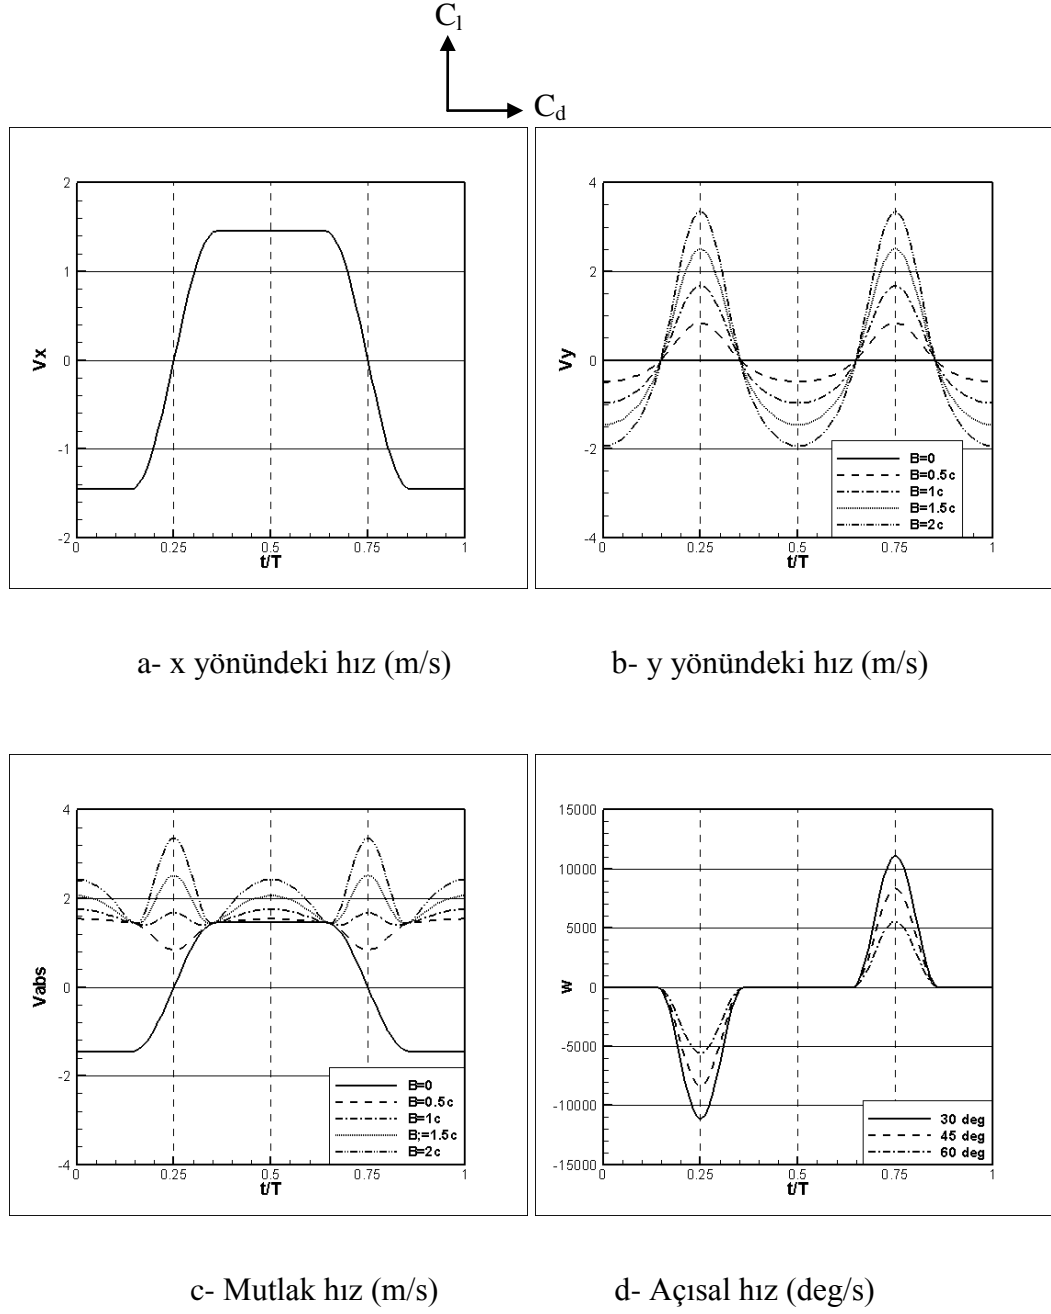 C_l
C_d
2
1
0
-1
-2
Vx
0 0.25 0.5 0.75 1
t/T
4
2
0
-2
-4
Vy
B=0
B=0.5c
B=1c
B=1.5c
B=2c
0 0.25 0.5 0.75 1
t/T
a- x yönündeki hız (m/s)
b- y yönündeki hız (m/s)
4
2
0
-2
-4
Vabs
B=0
B=0.5c
B=1c
B;=1.5c
B=2c
0 0.25 0.5 0.75 1
t/T
15000
10000
5000
0
-5000
-10000
-15000
w
30 deg
45 deg
60 deg
0 0.25 0.5 0.75 1
t/T
c- Mutlak hız (m/s)
d- Açısal hız (deg/s)